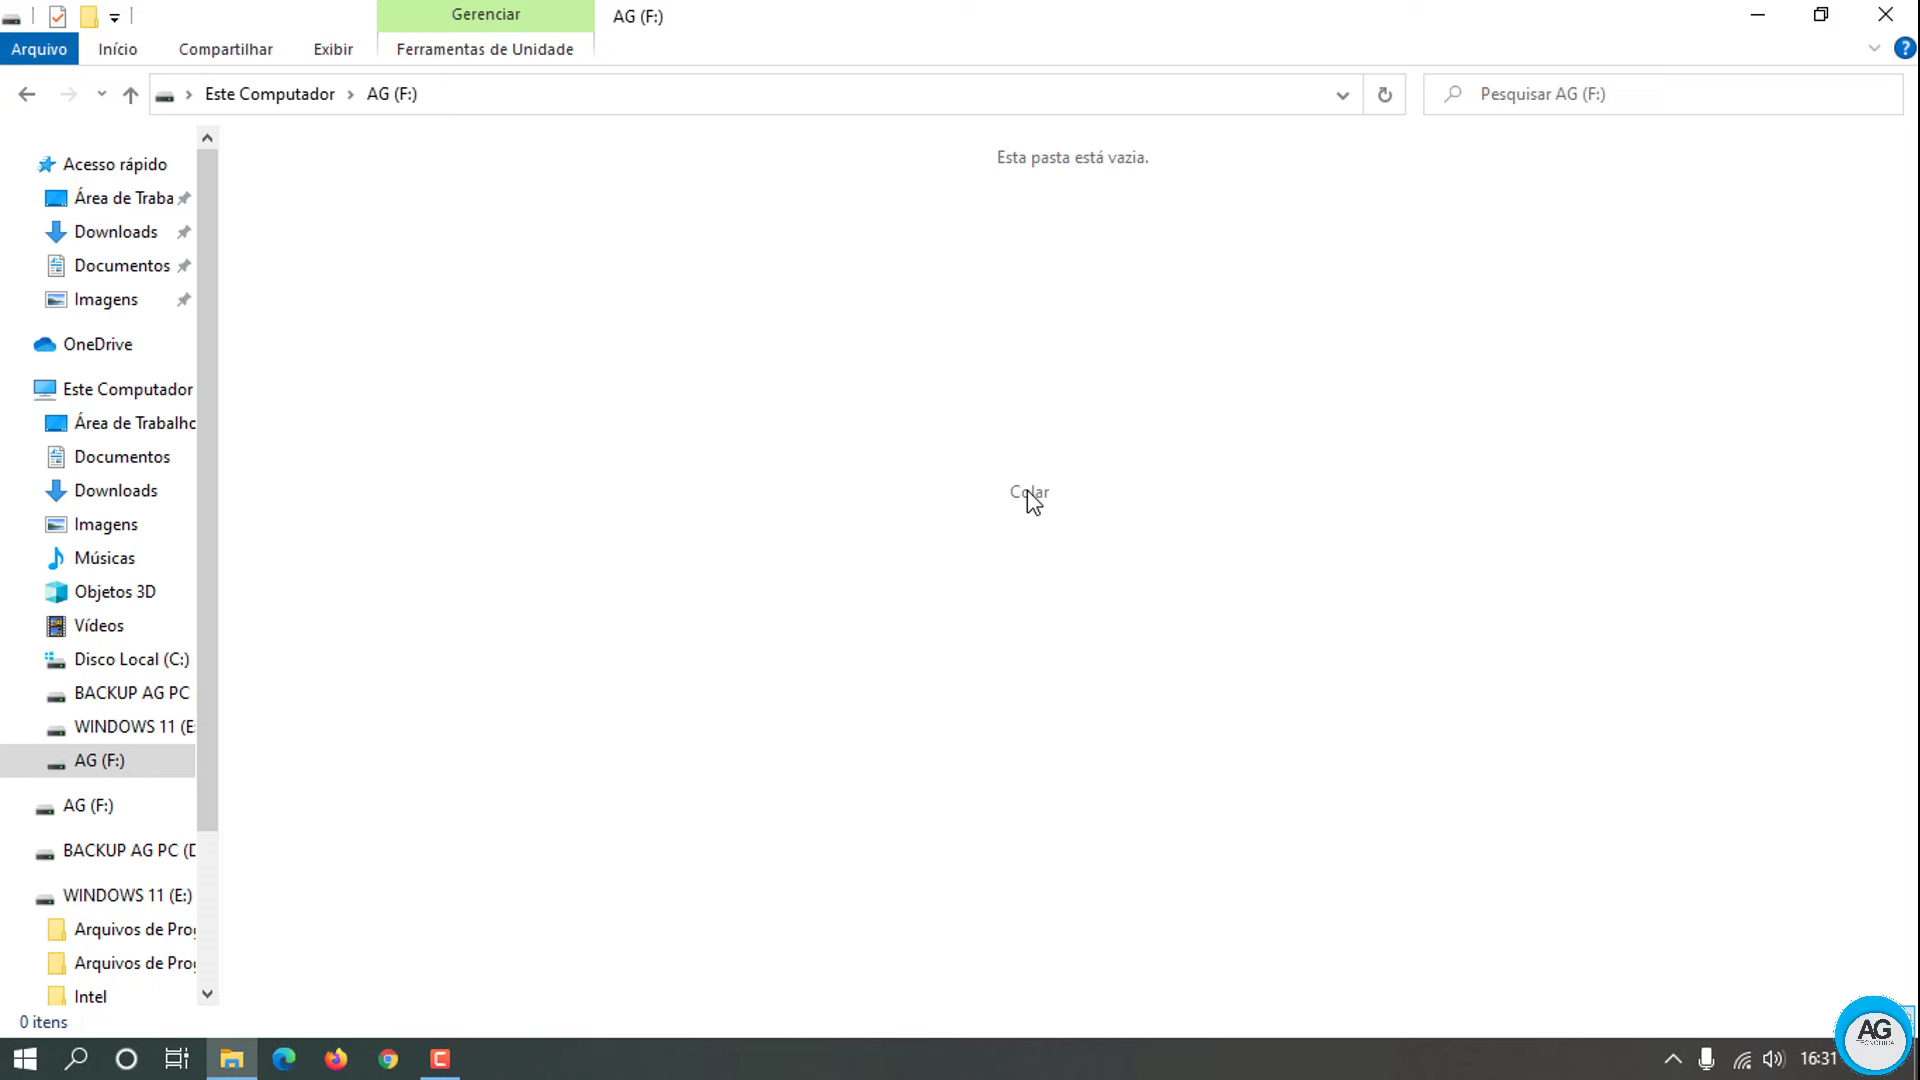 Gerenciar
AG (F:)
Arquivo
Início
Compartilhar
Exibir
Ferramentas de Unidade
?
Este Computador
AG (F:)
Pesquisar AG (F:)
Acesso rápido
Área de Traba
Downloads
Documentos
Imagens
OneDrive
Este Computador
Área de Trabalho
Documentos
Downloads
Imagens
Músicas
Objetos 3D
Vídeos
Disco Local (C:)
BACKUP AG PC
WINDOWS 11 (E:
AG (F:)
AG (F:)
BACKUP AG PC (D
WINDOWS 11 (E:)
Arquivos de Prog
Arquivos de Prog
Intel
Esta pasta está vazia.
Colar
0 itens
16:31
AG
TECNOLOGIA